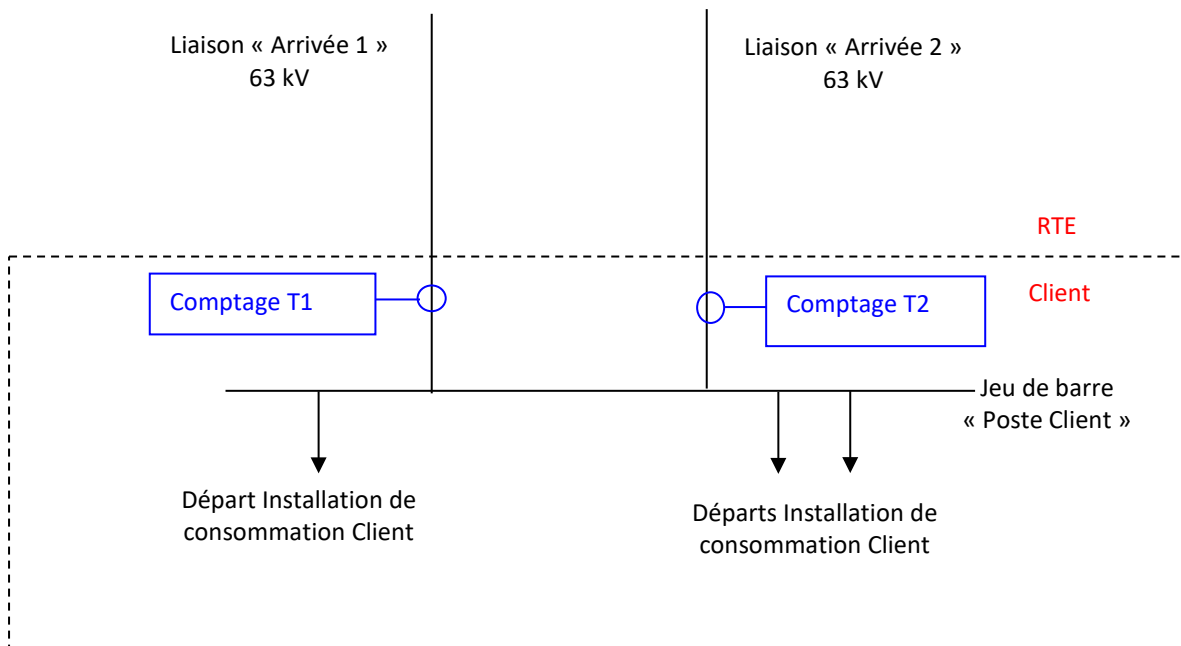 Liaison « Arrivée 1 »
63 kV
Liaison « Arrivée 2 »
63 kV
RTE
Comptage T1
Comptage T2
Client
Jeu de barre
« Poste Client »
Départ Installation de
consommation Client
Départs Installation de
consommation Client